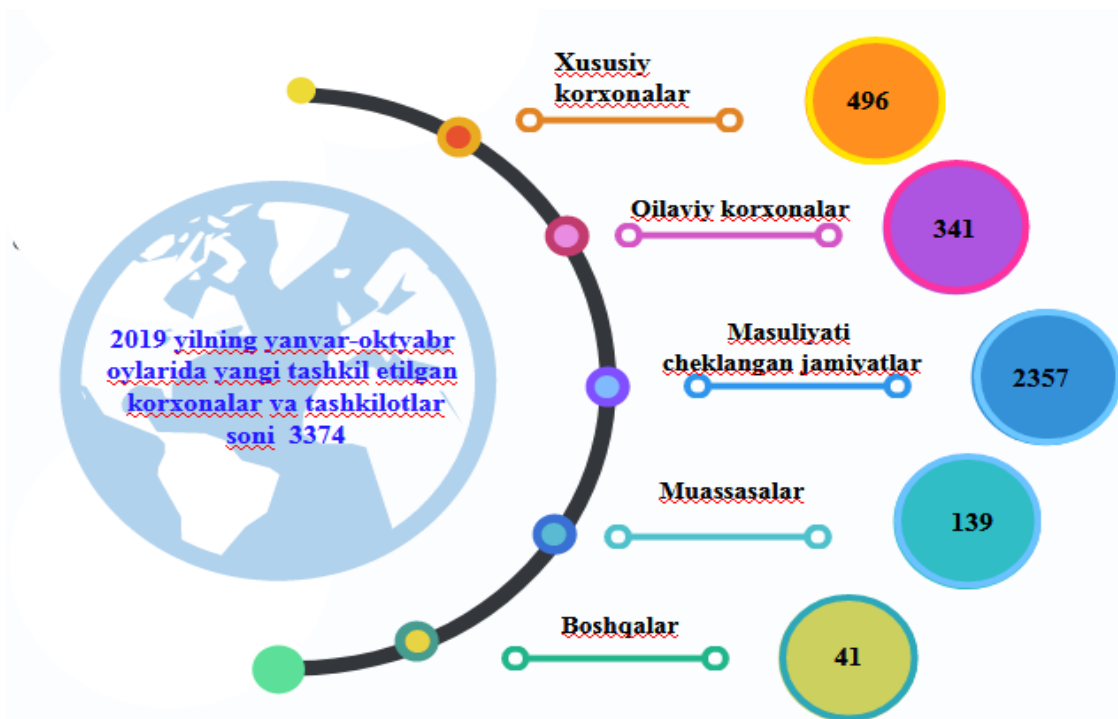 Xususiy
korxonalar
496
Oilaviy korxonalar
341
2019 yilning yanvar-oktyabr
oylarida yangi tashkil etilgan
korxonalar va tashkilotlar
soni 3374
Masuliyati
cheklangan jamiyatlar
2357
Muassasalar
139
Boshqalar
41